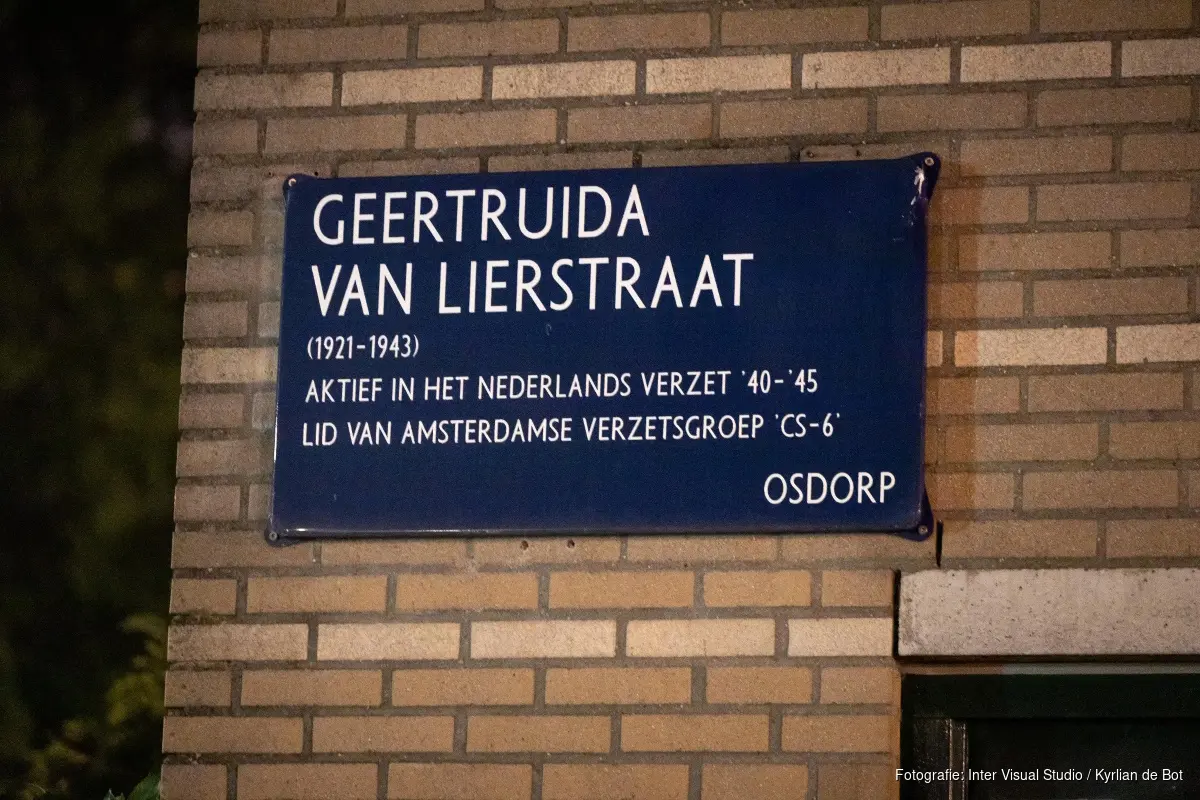 GEERTRUIDA
VAN LIERSTRAAT
(1921-1943)
AKTIEF IN HET NEDERLANDS VERZET '40-'45
LID VAN AMSTERDAMSE VERZETSGROEP 'CS-6'
OSDORP
Fotografie: Inter Visual Studio / Kyrlian de Bot